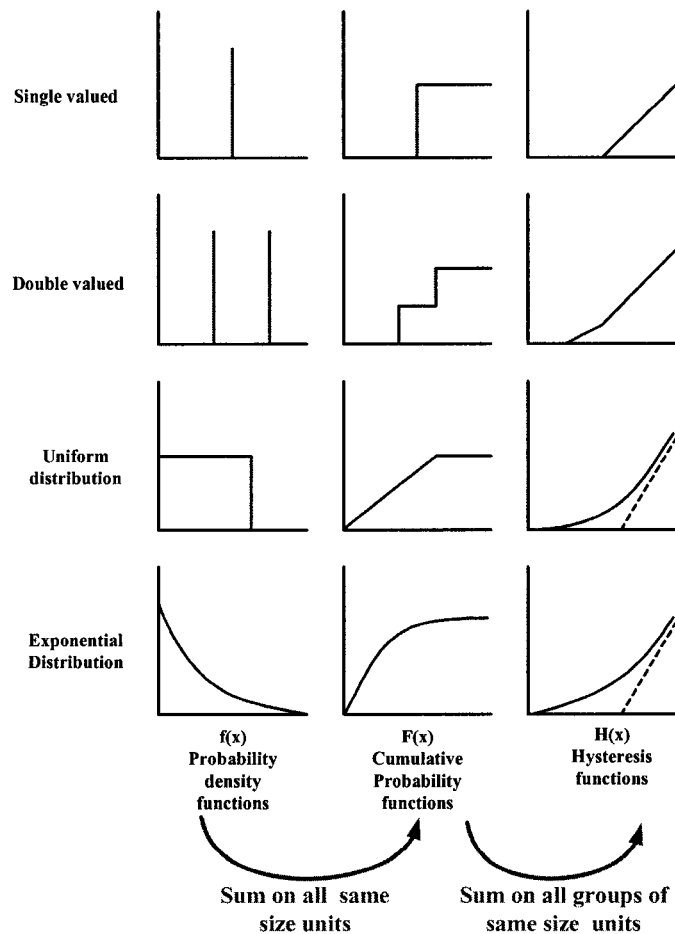 Single valued
Double valued
Uniform
distribution
Exponential
Distribution
f(x)
Probability
density
functions
F(x)
Cumulative
Probability
functions
H(x)
Hysteresis
functions
Sum on all same
size units
Sum on all groups of
same size units